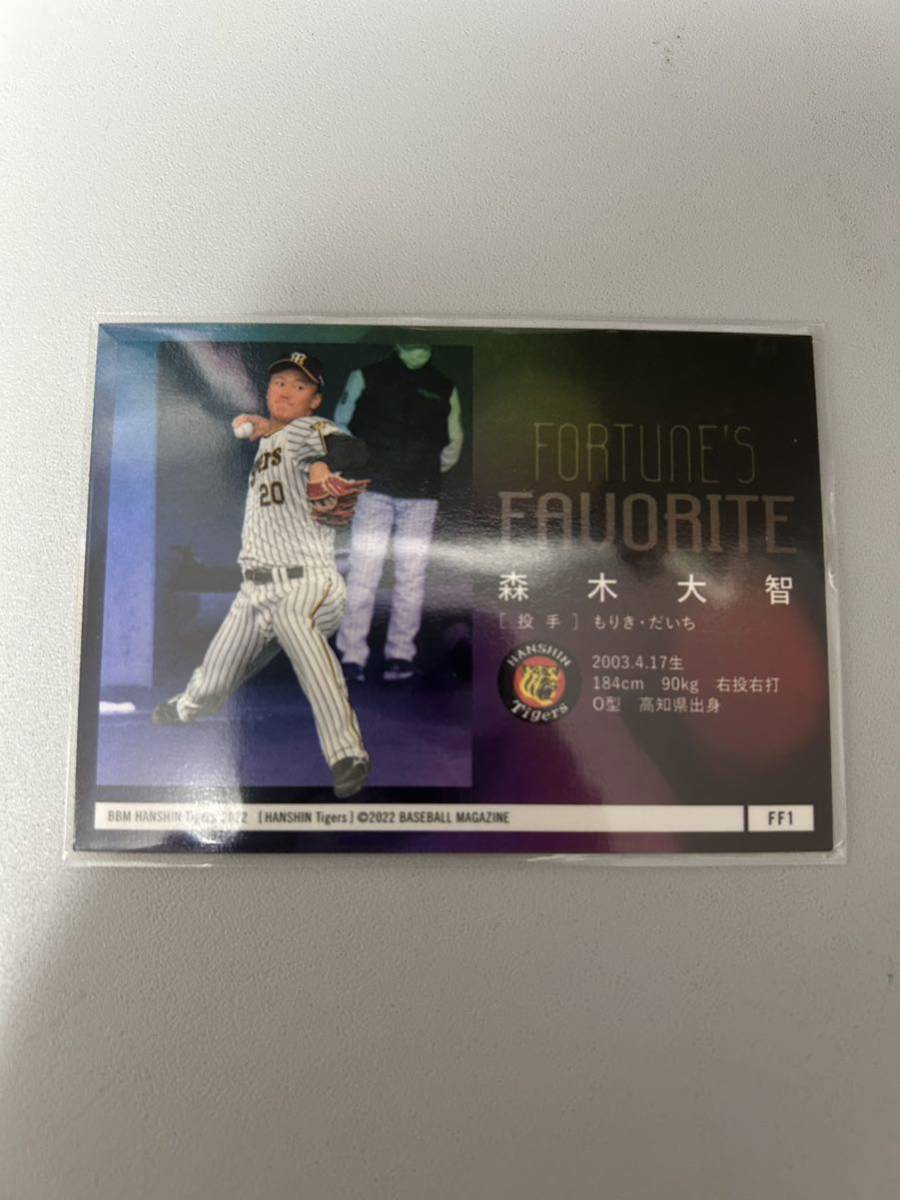 FORTUNE'S
FAVORITE
森木大智
[投手] もりき・だいち
HANSHIN
Tigers
2003.4.17生
184cm 90kg 右投右打
O型 高知県出身
gers
20
BBM HANSHIN Tigers 2022 [HANSHIN Tigers] ©2022 BASEBALL MAGAZINE
FF1